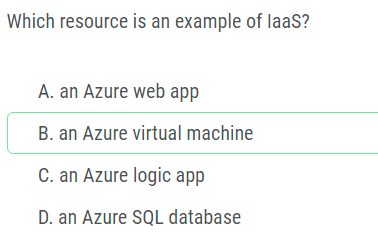 Which resource is an example of IaaS?
A. an Azure web app
B. an Azure virtual machine
C. an Azure logic app
D. an Azure SQL database